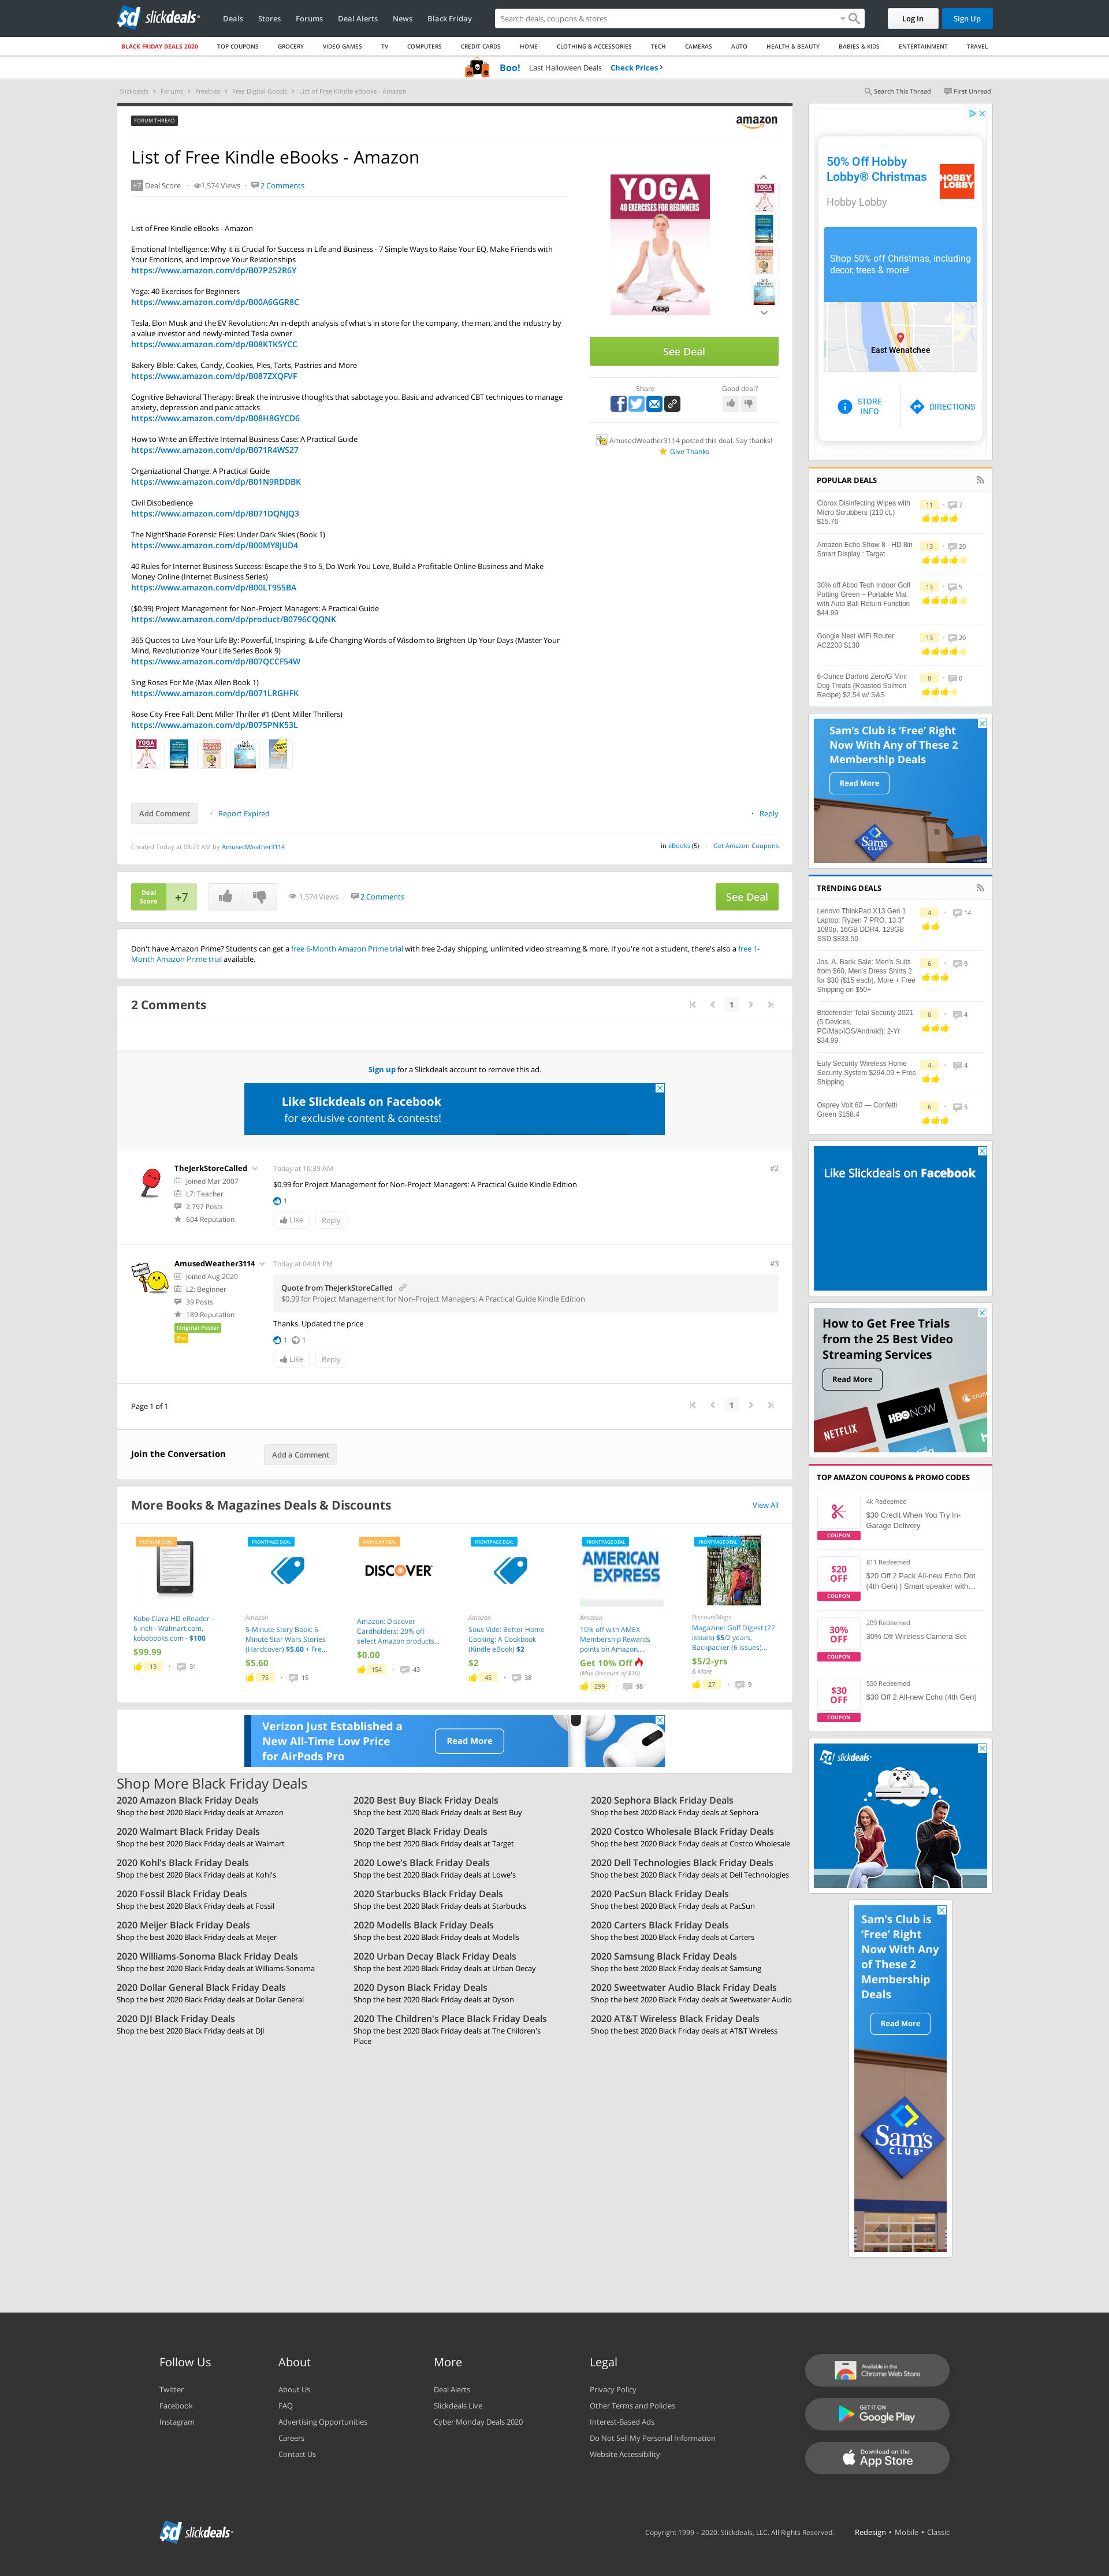 slickdeals
Deals
Stores
Forums
Deal Alerts
News
Black Friday
Search deals, coupons & stores
Log In
Sign Up
BLACK FRIDAY DEALS 2020
TOP COUPONS
GROCERY
VIDEO GAMES
TV
COMPUTERS
CREDIT CARDS
HOME
CLOTHING & ACCESSORIES
TECH
CAMERAS
AUTO
HEALTH & BEAUTY
BABIES & KIDS
ENTERTAINMENT
TRAVEL
Boo! Last Halloween Deals Check Prices
Slickdeals
Forums
Freebies
Free Digital Goods
List of Free Kindle eBooks - Amazon
Search This Thread
First Unread
FORUM THREAD
amazon
List of Free Kindle eBooks - Amazon
+7 Deal Score
1,574 Views
2 Comments
List of Free Kindle eBooks - Amazon
Emotional Intelligence: Why it is Crucial for Success in Life and Business - 7 Simple Ways to Raise Your EQ, Make Friends with
Your Emotions, and Improve Your Relationships
https://www.amazon.com/dp/B07P252R6Y
Yoga: 40 Exercises for Beginners
https://www.amazon.com/dp/B00A6GGR8C
Tesla, Elon Musk and the EV Revolution: An in-depth analysis of what's in store for the company, the man, and the industry by
a value investor and newly-minted Tesla owner
https://www.amazon.com/dp/B08KTK5YCC
Bakery Bible: Cakes, Candy, Cookies, Pies, Tarts, Pastries and More
https://www.amazon.com/dp/B087ZXQFVF
Cognitive Behavioral Therapy: Break the intrusive thoughts that sabotage you. Basic and advanced CBT techniques to manage
anxiety, depression and panic attacks
https://www.amazon.com/dp/B08H8GYCD6
How to Write an Effective Internal Business Case: A Practical Guide
https://www.amazon.com/dp/B071R4WS27
Organizational Change: A Practical Guide
https://www.amazon.com/dp/B01N9RDDBK
Civil Disobedience
https://www.amazon.com/dp/B071DQNJQ3
The NightShade Forensic Files: Under Dark Skies (Book 1)
https://www.amazon.com/dp/B00MY8JUD4
40 Rules for Internet Business Success: Escape the 9 to 5, Do Work You Love, Build a Profitable Online Business and Make
Money Online (Internet Business Series)
https://www.amazon.com/dp/B00LT955BA
($0.99) Project Management for Non-Project Managers: A Practical Guide
https://www.amazon.com/dp/product/B0796CQQNK
365 Quotes to Live Your Life By: Powerful, Inspiring, & Life-Changing Words of Wisdom to Brighten Up Your Days (Master Your
Mind, Revolutionize Your Life Series Book 9)
https://www.amazon.com/dp/B07QCCF54W
Sing Roses For Me (Max Allen Book 1)
https://www.amazon.com/dp/B071LRGHFK
Rose City Free Fall: Dent Miller Thriller #1 (Dent Miller Thrillers)
https://www.amazon.com/dp/B075PNK53L
YOGA
40 EXERCISES FOR BEGINNERS
Asap
See Deal
Share
Good deal?
AmusedWeather3114 posted this deal. Say thanks!
Give Thanks
Add Comment
Report Expired
Reply
Created Today at 08:27 AM by AmusedWeather3114
in eBooks (5)
Get Amazon Coupons
Deal Score +7
1,574 Views
2 Comments
See Deal
Don't have Amazon Prime? Students can get a free 6-Month Amazon Prime trial with free 2-day shipping, unlimited video streaming & more. If you're not a student, there's also a free 1-
Month Amazon Prime trial available.
2 Comments
1
Sign up for a Slickdeals account to remove this ad.
Like Slickdeals on Facebook
for exclusive content & contests!
TheJerkStoreCalled
Joined Mar 2007
L7: Teacher
2,797 Posts
604 Reputation
Today at 10:39 AM
#2
$0.99 for Project Management for Non-Project Managers: A Practical Guide Kindle Edition
1
Like
Reply
AmusedWeather3114
Joined Aug 2020
L2: Beginner
39 Posts
189 Reputation
Original Poster
Pro
Today at 04:03 PM
#3
Quote from TheJerkStoreCalled
$0.99 for Project Management for Non-Project Managers: A Practical Guide Kindle Edition
Thanks. Updated the price
1
1
Like
Reply
Page 1 of 1
1
Join the Conversation
Add a Comment
More Books & Magazines Deals & Discounts
View All
POPULAR DEAL
Kobo Clara HD eReader -
6 inch - Walmart.com,
kobobooks.com - $100
$99.99
13
31
FRONTPAGE DEAL
Amazon
5-Minute Story Book: 5-
Minute Star Wars Stories
(Hardcover) $5.60 + Fre...
$5.60
75
15
POPULAR DEAL
DISCOVER
Amazon: Discover
Cardholders: 20% off
select Amazon products...
$0.00
154
43
FRONTPAGE DEAL
Amazon
Sous Vide: Better Home
Cooking: A Cookbook
(Kindle eBook) $2
$2
45
38
FRONTPAGE DEAL
AMERICAN
EXPRESS
Amazon
10% off with AMEX
Membership Rewards
points on Amazon....
Get 10% Off
(Max Discount of $10)
299
98
FRONTPAGE DEAL
DiscountMags
Magazine: Golf Digest (22
issues) $5/2 years,
Backpacker (6 issues)...
$5/2-yrs
& More
27
9
Verizon Just Established a
New All-Time Low Price
for AirPods Pro
Read More
Shop More Black Friday Deals
2020 Amazon Black Friday Deals
Shop the best 2020 Black Friday deals at Amazon
2020 Best Buy Black Friday Deals
Shop the best 2020 Black Friday deals at Best Buy
2020 Sephora Black Friday Deals
Shop the best 2020 Black Friday deals at Sephora
2020 Walmart Black Friday Deals
Shop the best 2020 Black Friday deals at Walmart
2020 Target Black Friday Deals
Shop the best 2020 Black Friday deals at Target
2020 Costco Wholesale Black Friday Deals
Shop the best 2020 Black Friday deals at Costco Wholesale
2020 Kohl's Black Friday Deals
Shop the best 2020 Black Friday deals at Kohl's
2020 Lowe's Black Friday Deals
Shop the best 2020 Black Friday deals at Lowe's
2020 Dell Technologies Black Friday Deals
Shop the best 2020 Black Friday deals at Dell Technologies
2020 Fossil Black Friday Deals
Shop the best 2020 Black Friday deals at Fossil
2020 Starbucks Black Friday Deals
Shop the best 2020 Black Friday deals at Starbucks
2020 PacSun Black Friday Deals
Shop the best 2020 Black Friday deals at PacSun
2020 Meijer Black Friday Deals
Shop the best 2020 Black Friday deals at Meijer
2020 Modells Black Friday Deals
Shop the best 2020 Black Friday deals at Modells
2020 Carters Black Friday Deals
Shop the best 2020 Black Friday deals at Carters
2020 Williams-Sonoma Black Friday Deals
Shop the best 2020 Black Friday deals at Williams-Sonoma
2020 Urban Decay Black Friday Deals
Shop the best 2020 Black Friday deals at Urban Decay
2020 Samsung Black Friday Deals
Shop the best 2020 Black Friday deals at Samsung
2020 Dollar General Black Friday Deals
Shop the best 2020 Black Friday deals at Dollar General
2020 Dyson Black Friday Deals
Shop the best 2020 Black Friday deals at Dyson
2020 Sweetwater Audio Black Friday Deals
Shop the best 2020 Black Friday deals at Sweetwater Audio
2020 DJI Black Friday Deals
Shop the best 2020 Black Friday deals at DJI
2020 The Children's Place Black Friday Deals
Shop the best 2020 Black Friday deals at The Children's
Place
2020 AT&T Wireless Black Friday Deals
Shop the best 2020 Black Friday deals at AT&T Wireless
50% Off Hobby
Lobby® Christmas
Hobby Lobby
HOBBY
LOBBY
Shop 50% off Christmas, including
decor, trees & more!
East Wenatchee
STORE
INFO
DIRECTIONS
POPULAR DEALS
Clorox Disinfecting Wipes with
Micro Scrubbers (210 ct.)
$15.76
11
7
Amazon Echo Show 8 - HD 8in
Smart Display : Target
13
20
30% off Abco Tech Indoor Golf
Putting Green – Portable Mat
with Auto Ball Return Function
$44.99
13
5
Google Nest WiFi Router
AC2200 $130
13
20
6-Ounce Darford Zero/G Mini
Dog Treats (Roasted Salmon
Recipe) $2.54 w/ S&S
8
0
Sam's Club is 'Free' Right
Now With Any of These 2
Membership Deals
Read More
Sam's
CLUB
TRENDING DEALS
Lenovo ThinkPad X13 Gen 1
Laptop: Ryzen 7 PRO, 13.3"
1080p, 16GB DDR4, 128GB
SSD $833.50
4
14
Jos. A. Bank Sale: Men's Suits
from $60, Men's Dress Shirts 2
for $30 ($15 each), More + Free
Shipping on $50+
6
9
Bitdefender Total Security 2021
(5 Devices,
PC/Mac/iOS/Android): 2-Yr
$34.99
6
4
Eufy Security Wireless Home
Security System $294.09 + Free
Shipping
4
4
Osprey Volt 60 — Confetti
Green $158.4
6
5
Like Slickdeals on Facebook
How to Get Free Trials
from the 25 Best Video
Streaming Services
Read More
NETFLIX
HBO NOW
crunc
TOP AMAZON COUPONS & PROMO CODES
COUPON
4k Redeemed
$30 Credit When You Try In-
Garage Delivery
$20
OFF
COUPON
811 Redeemed
$20 Off 2 Pack All-new Echo Dot
(4th Gen) | Smart speaker with…
30%
OFF
COUPON
209 Redeemed
30% Off Wireless Camera Set
$30
OFF
COUPON
550 Redeemed
$30 Off 2 All-new Echo (4th Gen)
slickdeals
Sam's Club is
'Free' Right
Now With Any
of These 2
Membership
Deals
Read More
Sam's
CLUB
Follow Us
Twitter
Facebook
Instagram
About
About Us
FAQ
Advertising Opportunities
Careers
Contact Us
More
Deal Alerts
Slickdeals Live
Cyber Monday Deals 2020
Legal
Privacy Policy
Other Terms and Policies
Interest-Based Ads
Do Not Sell My Personal Information
Website Accessibility
Available in the
Chrome Web Store
GET IT ON
Google Play
Download on the
App Store
slickdeals
Copyright 1999 – 2020. Slickdeals, LLC. All Rights Reserved.
Redesign • Mobile • Classic